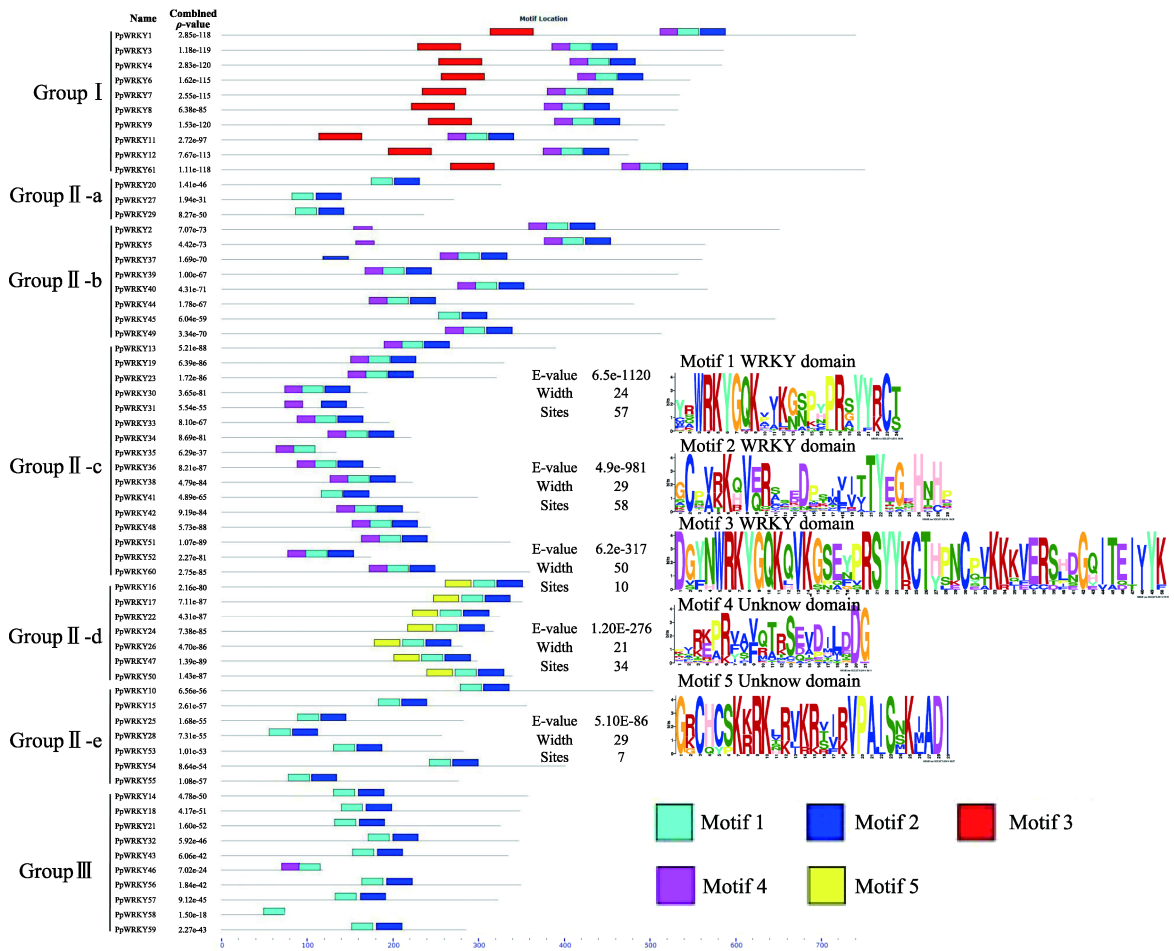 Name Combined p-value Motif Location
PpWRKY1 2.85e-118
PpWRKY3 1.18e-119
PpWRKY4 2.83e-120
PpWRKY6 1.62e-115
Group I
PpWRKY7 2.55e-115
PpWRKY8 6.38e-85
PpWRKY9 1.53e-120
PpWRKY11 2.72e-97
PpWRKY12 7.67e-113
PpWRKY61 1.11e-118
PpWRKY20 1.41e-46
Group II -a
PpWRKY27 1.94e-31
PpWRKY29 8.27e-50
PpWRKY2 7.07e-73
PpWRKY5 4.42e-73
PpWRKY37 1.69e-70
Group II -b
PpWRKY39 1.00e-67
PpWRKY40 4.31e-71
PpWRKY44 1.78e-67
PpWRKY45 6.04e-59
PpWRKY49 3.34e-70
PpWRKY13 5.21e-88
PpWRKY19 6.39e-86
PpWRKY23 1.72e-86
PpWRKY30 3.65e-81
PpWRKY31 5.54e-55
PpWRKY33 8.10e-67
PpWRKY34 8.69e-81
PpWRKY35 6.29e-37
Group II -c
PpWRKY36 8.21e-87
PpWRKY38 4.79e-84
PpWRKY41 4.89e-65
PpWRKY42 9.19e-84
PpWRKY48 5.73e-88
PpWRKY51 1.07e-89
PpWRKY52 2.27e-81
PpWRKY60 2.75e-85
PpWRKY16 2.16e-80
PpWRKY17 7.11e-87
PpWRKY22 4.31e-87
Group II -d
PpWRKY24 7.38e-85
PpWRKY26 4.70e-86
PpWRKY47 1.39e-89
PpWRKY50 1.43e-87
PpWRKY10 6.56e-56
PpWRKY15 2.61e-57
PpWRKY25 1.68e-55
Group II -e
PpWRKY28 7.31e-55
PpWRKY53 1.01e-53
PpWRKY54 8.64e-54
PpWRKY55 1.08e-57
PpWRKY14 4.78e-50
PpWRKY18 4.17e-51
PpWRKY21 1.60e-52
PpWRKY32 5.92e-46
PpWRKY43 6.06e-42
Group III
PpWRKY46 7.02e-24
PpWRKY56 1.84e-42
PpWRKY57 9.12e-45
PpWRKY58 1.50e-18
PpWRKY59 2.27e-43
0 100 200 300 400 500 600 700
Motif 1 WRKY domain
E-value 6.5e-1120
Width 24
Sites 57
Motif 2 WRKY domain
E-value 4.9e-981
Width 29
Sites 58
Motif 3 WRKY domain
E-value 6.2e-317
Width 50
Sites 10
Motif 4 Unknow domain
E-value 1.20E-276
Width 21
Sites 34
Motif 5 Unknow domain
E-value 5.10E-86
Width 29
Sites 7
Motif 1 Motif 2 Motif 3
Motif 4 Motif 5